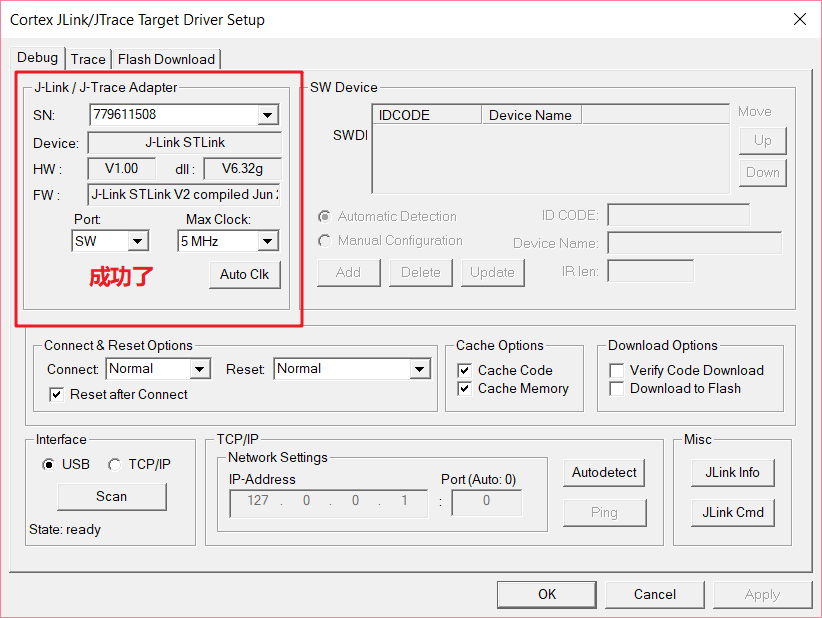 Cortex JLink/JTrace Target Driver Setup
Debug
Trace
Flash Download
J-Link / J-Trace Adapter
SN:
779611508
Device:
J-Link STLink
HW :
V1.00
dll :
V6.32g
FW :
J-Link STLink V2 compiled Jun
Port:
Max Clock:
SW
5 MHz
成功了
Auto Clk
SW Device
IDCODE
Device Name
Move
SWDI
Up
Down
Automatic Detection
ID CODE:
Manual Configuration
Device Name:
Add
Delete
Update
IR len:
Connect & Reset Options
Connect:
Normal
Reset:
Normal
Reset after Connect
Cache Options
Cache Code
Cache Memory
Download Options
Verify Code Download
Download to Flash
Interface
USB
TCP/IP
Scan
State: ready
TCP/IP
Network Settings
IP-Address
Port (Auto: 0)
127 . 0 . 0 . 1
:
0
Autodetect
Ping
Misc
JLink Info
JLink Cmd
OK
Cancel
Apply